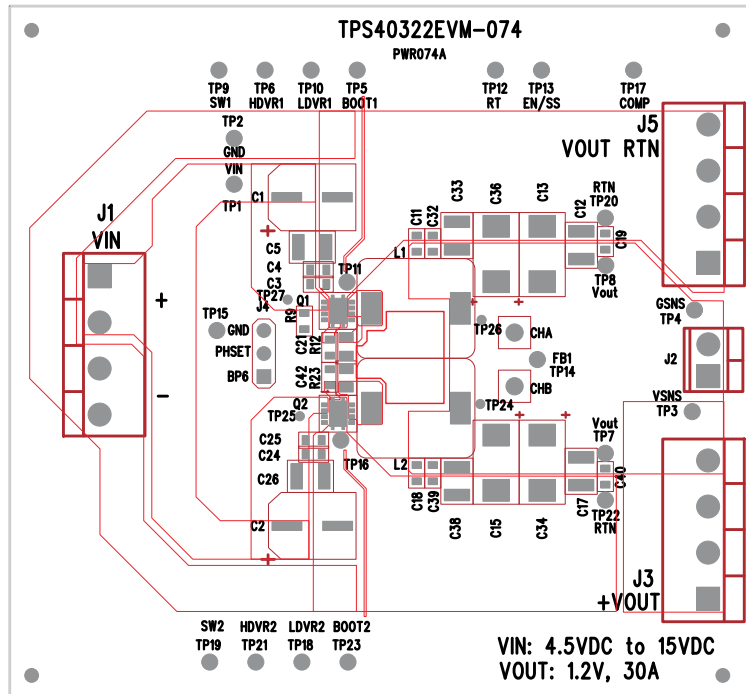 TPS40322EVM-074
PWR074A
TP9
SW1
TP6
HDVR1
TP10
LDVR1
TP5
BOOT1
TP12
RT
TP13
EN/SS
TP17
COMP
TP2
GND
VIN
TP1
J5
VOUT RTN
C1
C33
C36
C13
C11
C32
C12
RTN
TP20
C19
J1
VIN
+
C5
L1
C4
C3
TP11
TP8
Vout
TP27
Q1
J4
R9
+
-
TP15
GND
PHSET
BP6
C21
R12
TP26
CHA
GSNS
TP4
J2
FB1
TP14
C42
R23
CHB
VSNS
TP3
Q2
TP25
TP24
+
+
+
+
C25
C24
TP16
C26
L2
Vout
TP7
C40
C18
C39
C38
C15
C34
C17
TP22
RTN
C2
+
J3
+VOUT
SW2
TP19
HDVR2
TP21
LDVR2
TP18
BOOT2
TP23
VIN: 4.5VDC to 15VDC
VOUT: 1.2V, 30A